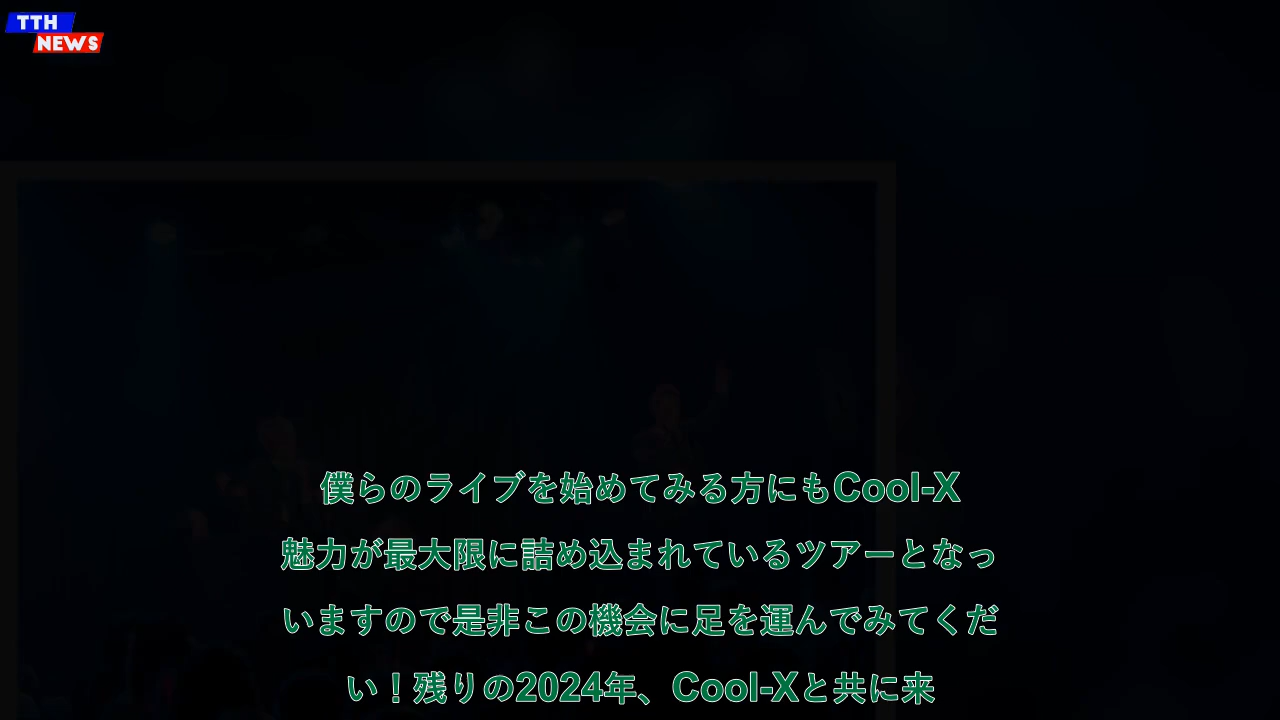 TTH
NEWS
僕らのライブを始めてみる方にもCool-X
魅力が最大限に詰め込まれているツアーとなっ
いますので是非この機会に足を運んでみてくだ
い！残りの2024年、Cool-Xと共に来